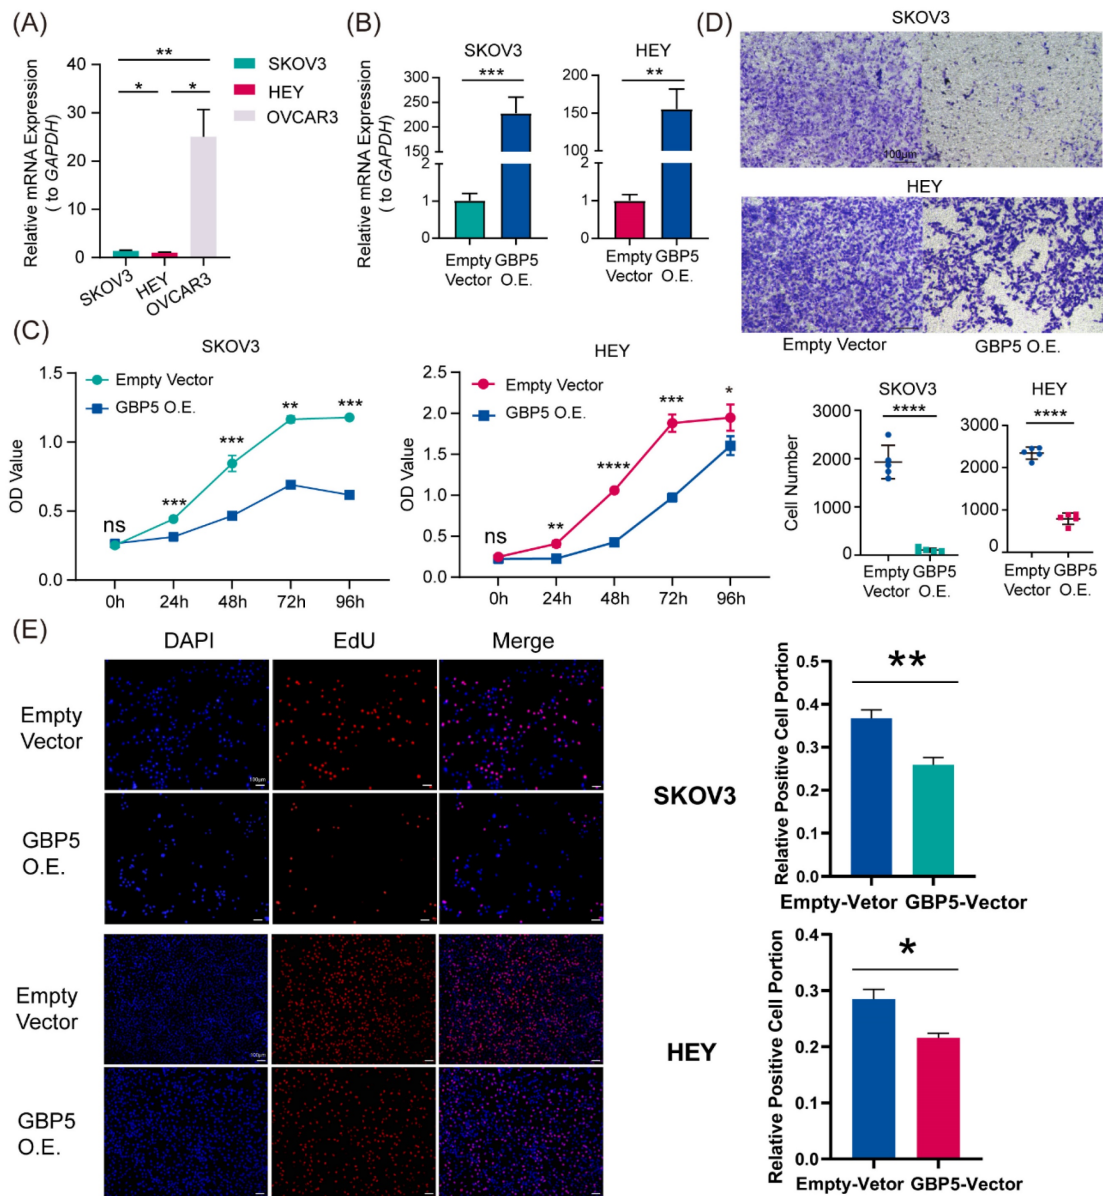 (A)
Relative mRNA Expression
( to GAPDH)
40
30
20
10
0
**
*
*
SKOV3
HEY
OVCAR3
SKOV3
HEY
OVCAR3
(B)
Relative mRNA Expression
( to GAPDH)
SKOV3
***
300
250
200
150
100
2
1
0
Empty GBP5
Vector O.E.
HEY
**
200
150
100
2
1
0
Empty GBP5
Vector O.E.
(C)
SKOV3
OD Value
1.5
1.0
0.5
0.0
Empty Vector
GBP5 O.E.
ns
***
***
**
***
0h 24h 48h 72h 96h
HEY
OD Value
2.5
2.0
1.5
1.0
0.5
0.0
Empty Vector
GBP5 O.E.
ns
**
****
***
*
0h 24h 48h 72h 96h
(D)
SKOV3
100μm
HEY
Empty Vector GBP5 O.E.
SKOV3
****
Cell Number
3000
2000
1000
0
Empty GBP5
Vector O.E.
HEY
****
3000
2000
1000
0
Empty GBP5
Vector O.E.
(E)
DAPI EdU Merge
Empty
Vector
100μm
GBP5
O.E.
Empty
Vector
100μm
GBP5
O.E.
SKOV3
Relative Positive Cell Portion
0.5
0.4
0.3
0.2
0.1
0.0
**
Empty-Vetor GBP5-Vector
HEY
Relative Positive Cell Portion
0.4
0.3
0.2
0.1
0.0
*
Empty-Vetor GBP5-Vector